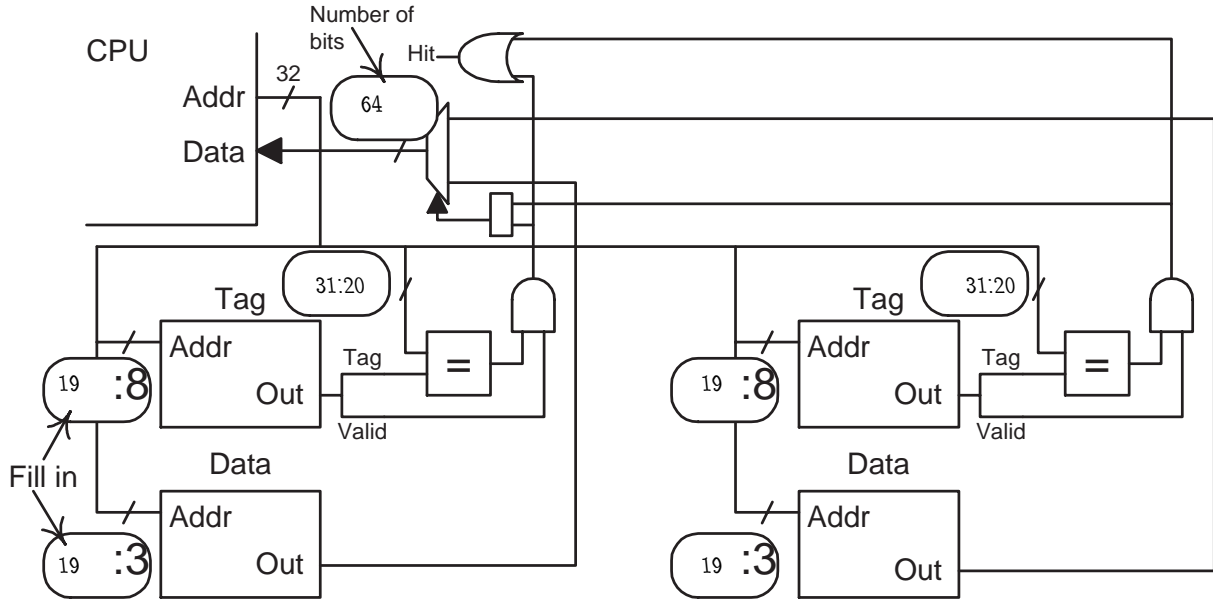 Number of
bits
CPU
Hit
32
64
Addr
Data
31:20
31:20
Tag
Tag
Addr
Tag
=
Addr
Tag
=
19 :8
Out
19 :8
Out
Valid
Valid
Fill in
Data
Data
Addr
Addr
19 :3
Out
19 :3
Out